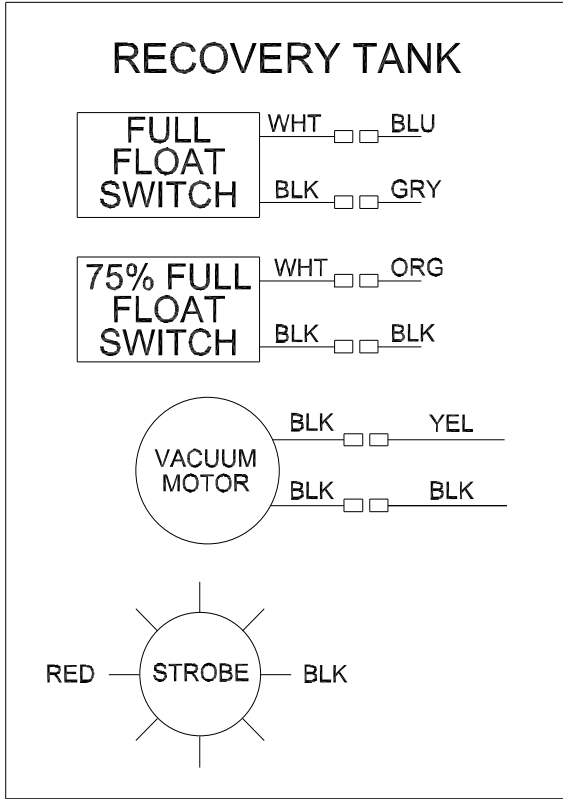 RECOVERY TANK
FULL
FLOAT
SWITCH
WHT BLU
BLK GRY
75% FULL
FLOAT
SWITCH
WHT ORG
BLK BLK
VACUUM
MOTOR
BLK YEL
BLK BLK
RED STROBE BLK